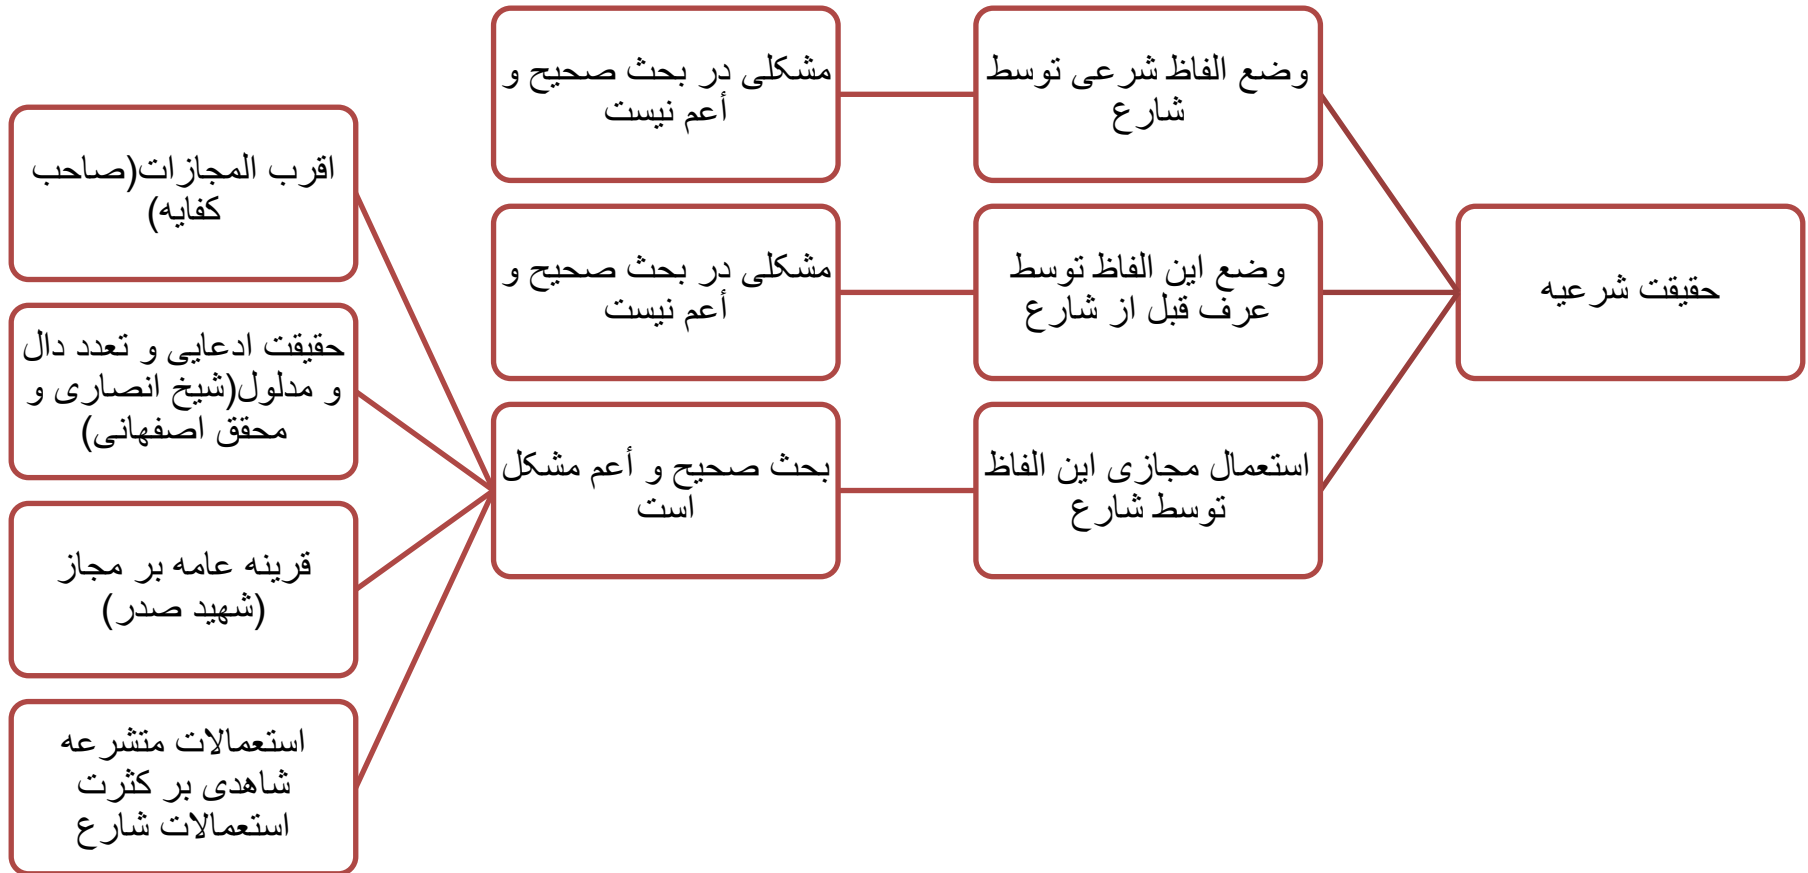 حقیقت شرعیه
وضع الفاظ شرعی توسط
شارع
مشکلی در بحث صحیح و
أعم نیست
وضع این الفاظ توسط
عرف قبل از شارع
مشکلی در بحث صحیح و
أعم نیست
استعمال مجازی این الفاظ
توسط شارع
بحث صحیح و أعم مشکل
است
اقرب المجازات(صاحب
کفایه)
حقیقت ادعایی و تعدد دال
و مدلول(شیخ انصاری و
محقق اصفهانی)
قرینه عامه بر مجاز
(شهید صدر)
استعمالات متشرعه
شاهدی بر کثرت
استعمالات شارع